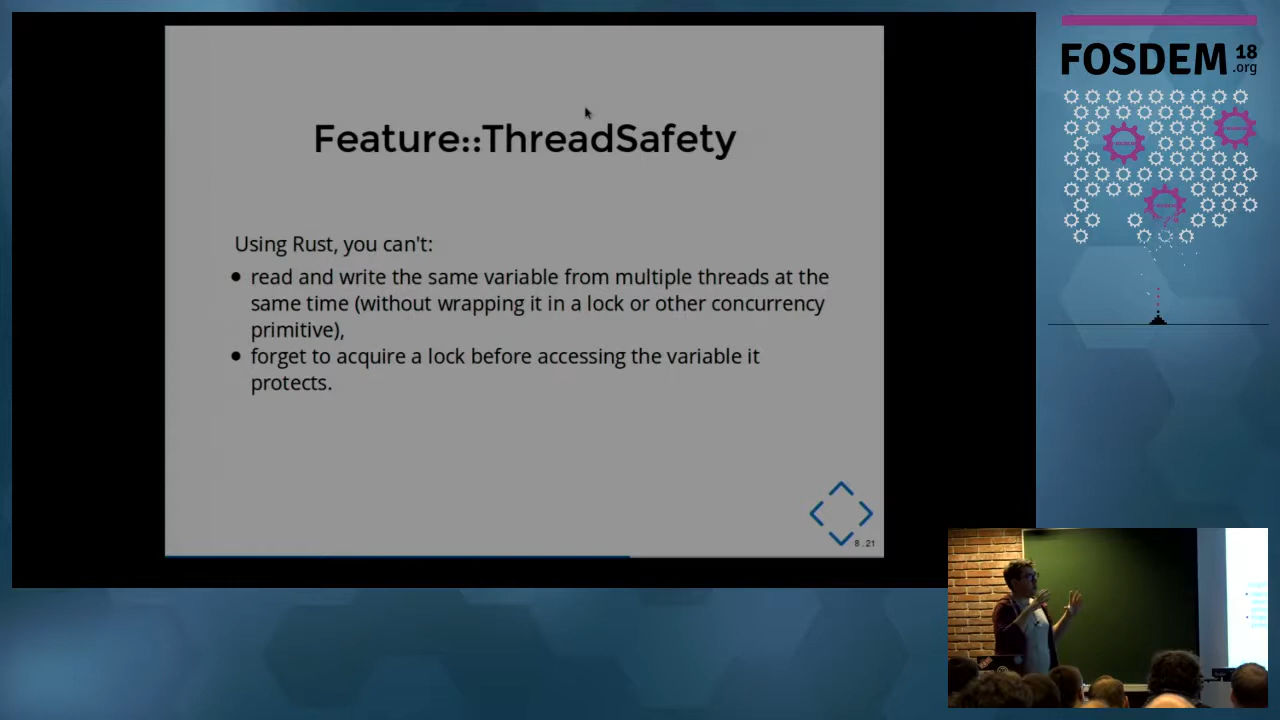 FOSDEM 18
.org
Feature::ThreadSafety
Using Rust, you can't:
read and write the same variable from multiple threads at the
same time (without wrapping it in a lock or other concurrency
primitive),
forget to acquire a lock before accessing the variable it
protects.
8.21